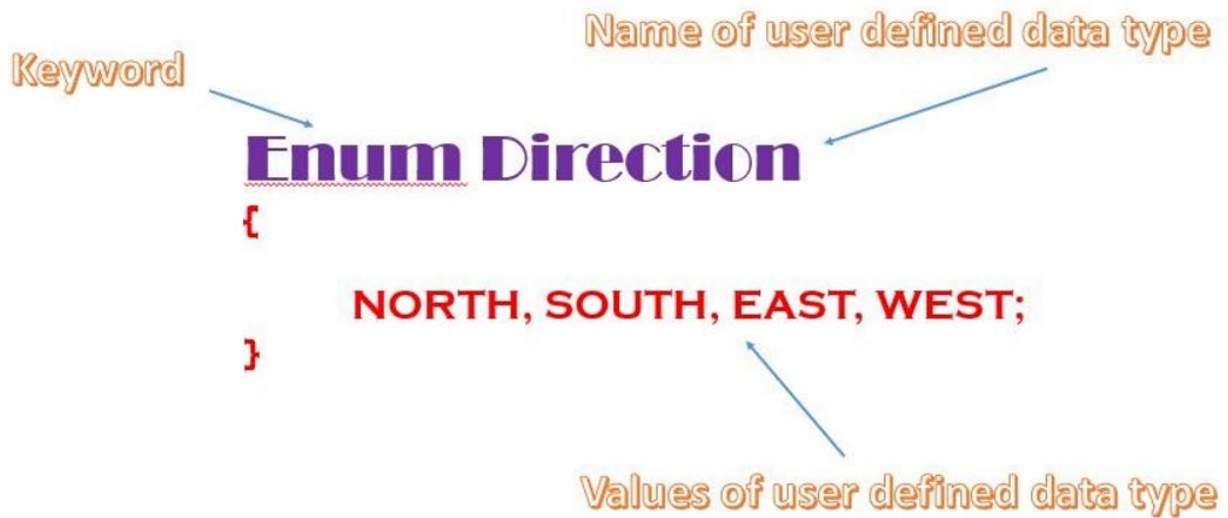 Name of user defined data type
Keyword
Enum Direction
{
NORTH, SOUTH, EAST, WEST;
}
Values of user defined data type